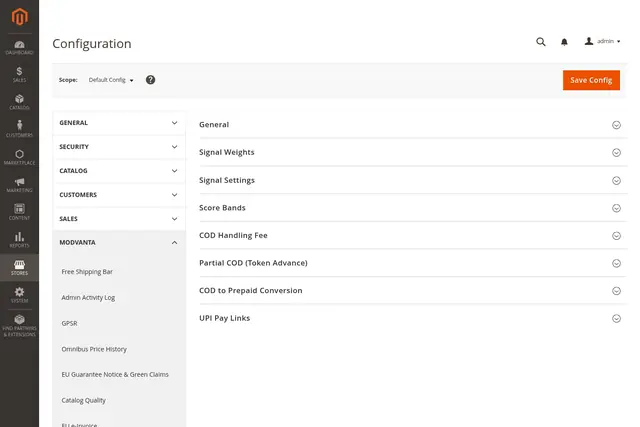 Configuration
admin
Scope:
Default Config
?
Save Config
DASHBOARD
SALES
CATALOG
CUSTOMERS
MARKETPLACE
MARKETING
CONTENT
REPORTS
STORES
SYSTEM
FIND PARTNERS
& EXTENSIONS
GENERAL
SECURITY
CATALOG
CUSTOMERS
SALES
MODVANTA
Free Shipping Bar
Admin Activity Log
GPSR
Omnibus Price History
EU Guarantee Notice & Green Claims
Catalog Quality
EU e-Invoice
General
Signal Weights
Signal Settings
Score Bands
COD Handling Fee
Partial COD (Token Advance)
COD to Prepaid Conversion
UPI Pay Links